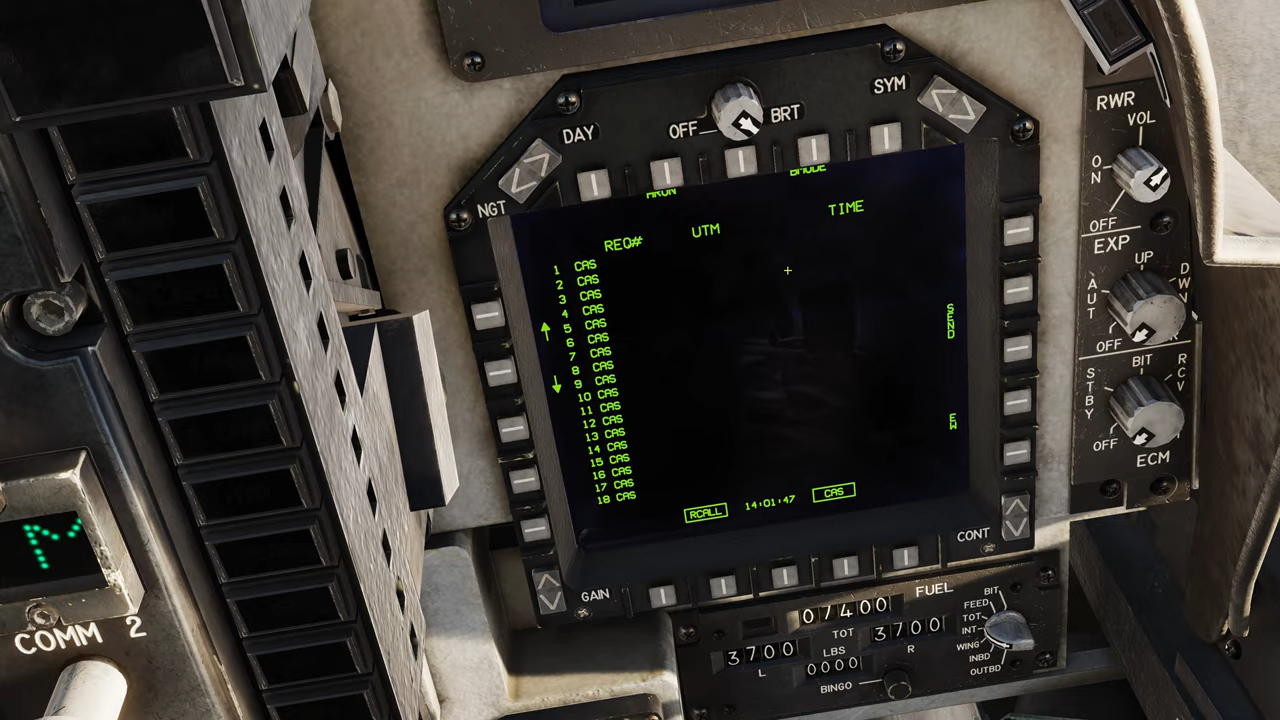 RWR
VOL
ON
OFF
EXP
UP
AUT
DWN
OFF
BIT
STBY
RCV
OFF
ECM
SYM
DAY
OFF
BRT
NGT
BMODE
TIME
REQ#
UTM
1 CAS
2 CAS
3 CAS
4 CAS
5 CAS
6 CAS
7 CAS
8 CAS
9 CAS
10 CAS
11 CAS
12 CAS
13 CAS
14 CAS
15 CAS
16 CAS
17 CAS
18 CAS
SEND
EW
RCALL
14:01:47
CAS
CONT
GAIN
FUEL
BIT
FEED
TOT
INT
WING
INBD
OUTBD
07400
TOT
3700
3700
LBS
L
R
0000
BINGO
M
COMM 2